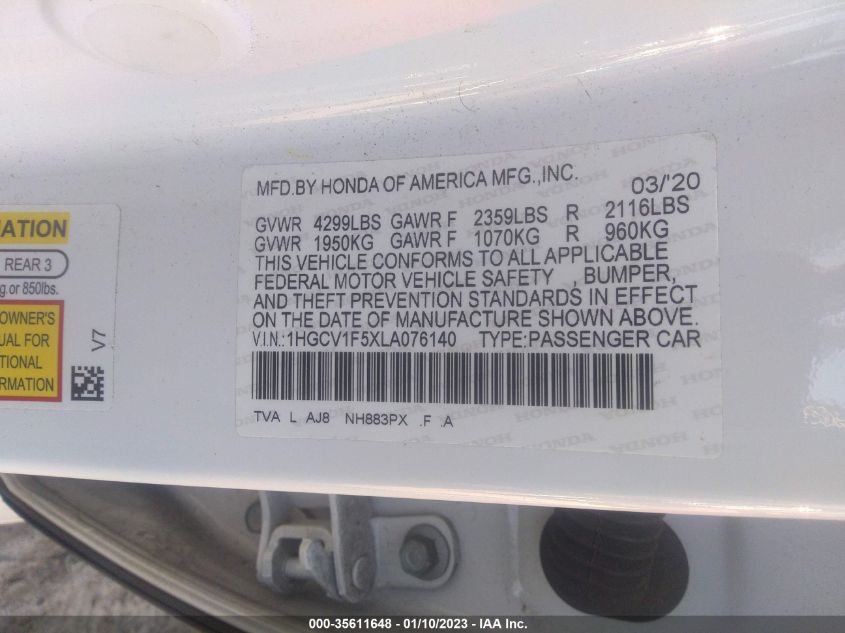 MFD.BY HONDA OF AMERICA MFG.,INC. 03/'20
GVWR 4299LBS GAWR F 2359LBS R 2116LBS
GVWR 1950KG GAWR F 1070KG R 960KG
THIS VEHICLE CONFORMS TO ALL APPLICABLE
FEDERAL MOTOR VEHICLE SAFETY , BUMPER,
AND THEFT PREVENTION STANDARDS IN EFFECT
ON THE DATE OF MANUFACTURE SHOWN ABOVE.
V.I.N.:1HGCV1F5XLA076140 TYPE:PASSENGER CAR
TVA L AJ8 NH883PX .F .A
MATION
REAR 3
g.or 850lbs.
OWNER'S
UAL FOR
TIONAL
RMATION
V7
000-35611648 - 01/10/2023 - IAA Inc.